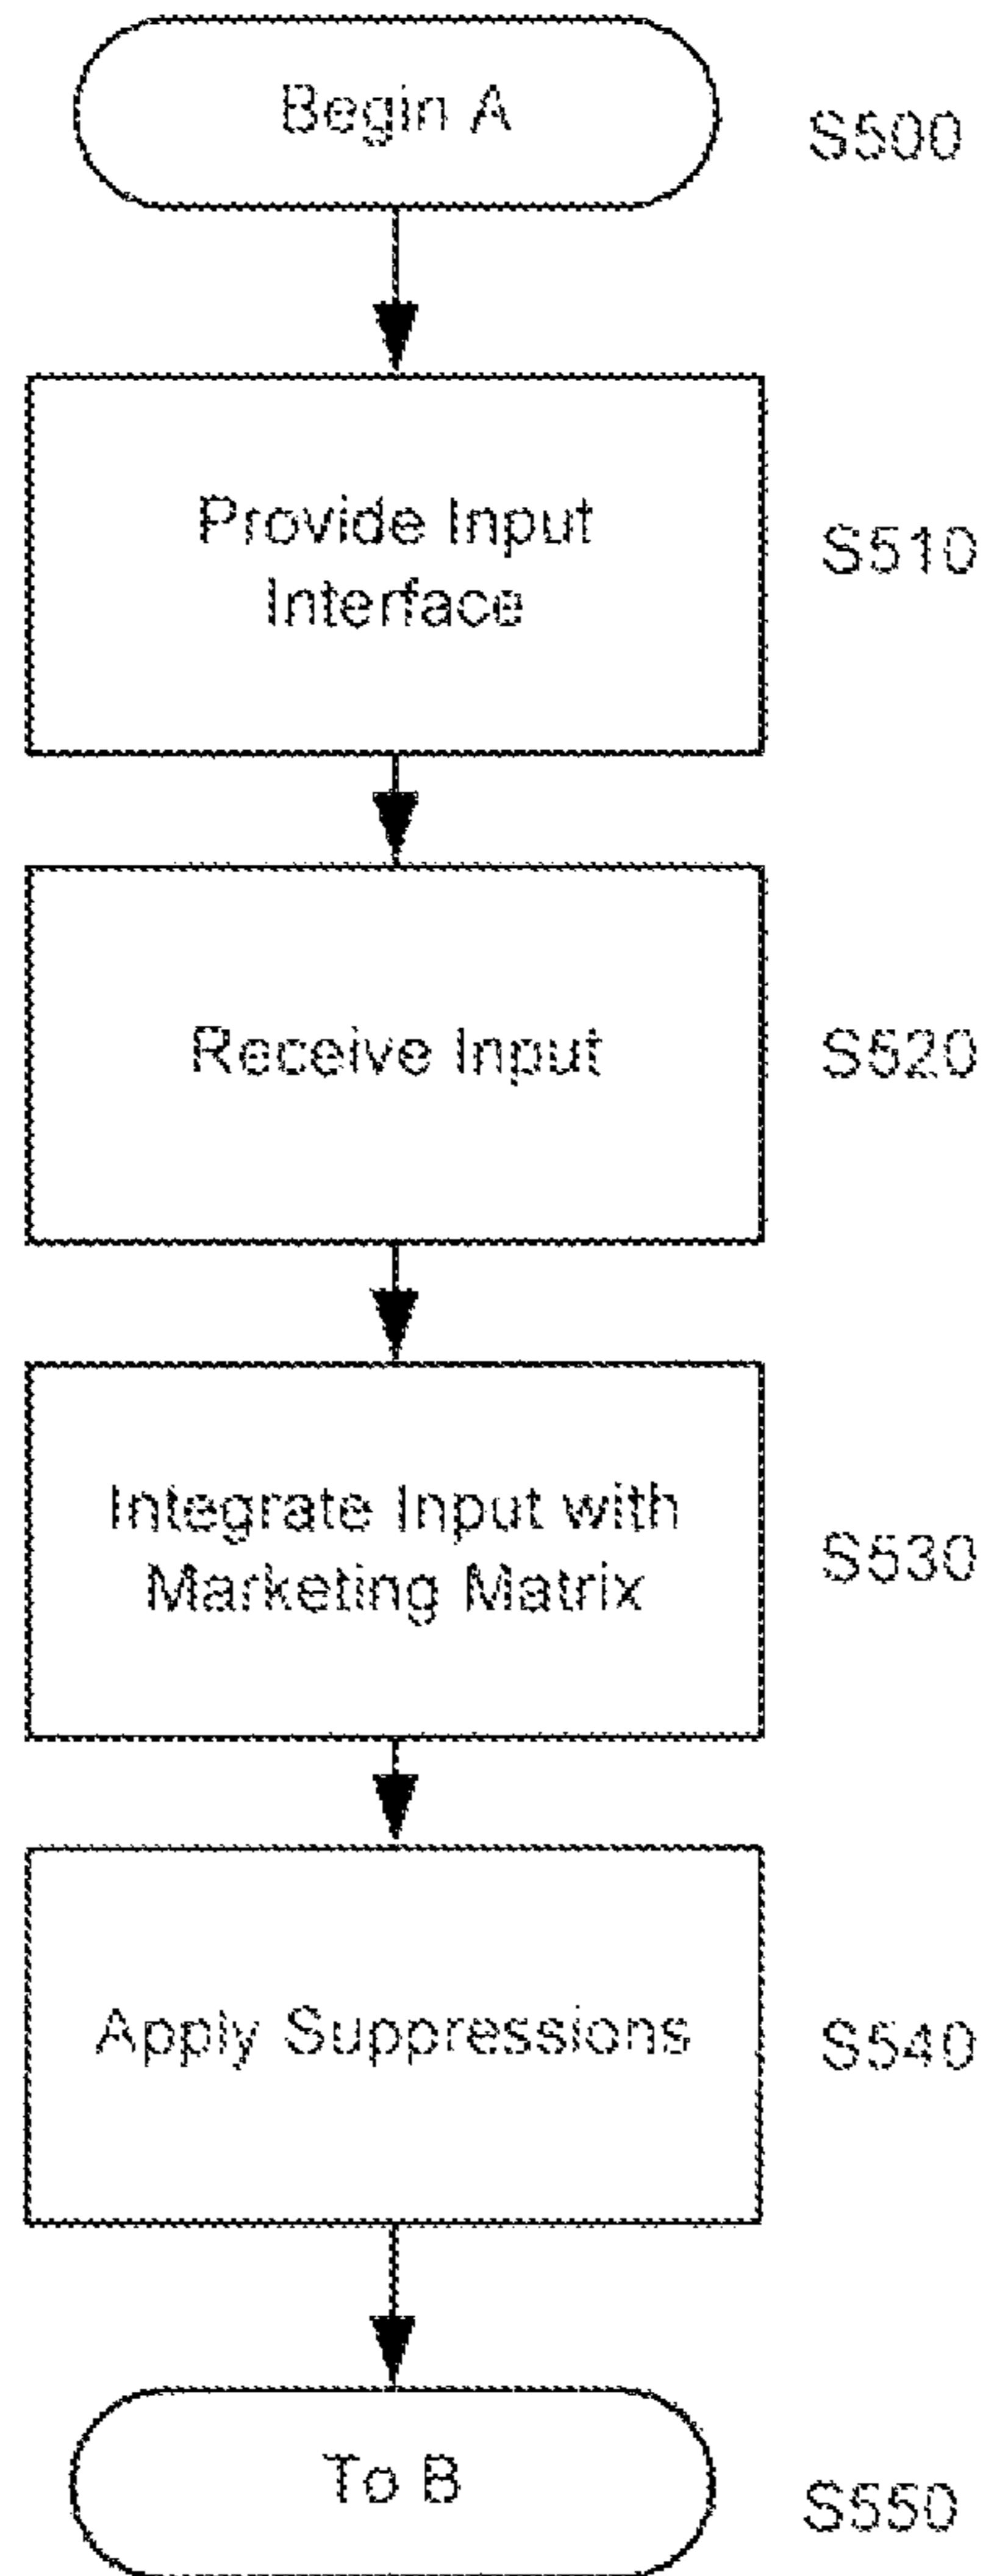 Begin A
S500
Provide Input
Interface
S510
Receive Input
S520
Integrate Input with
Marketing Matrix
S530
Apply Suppressions
S540
To B
S550